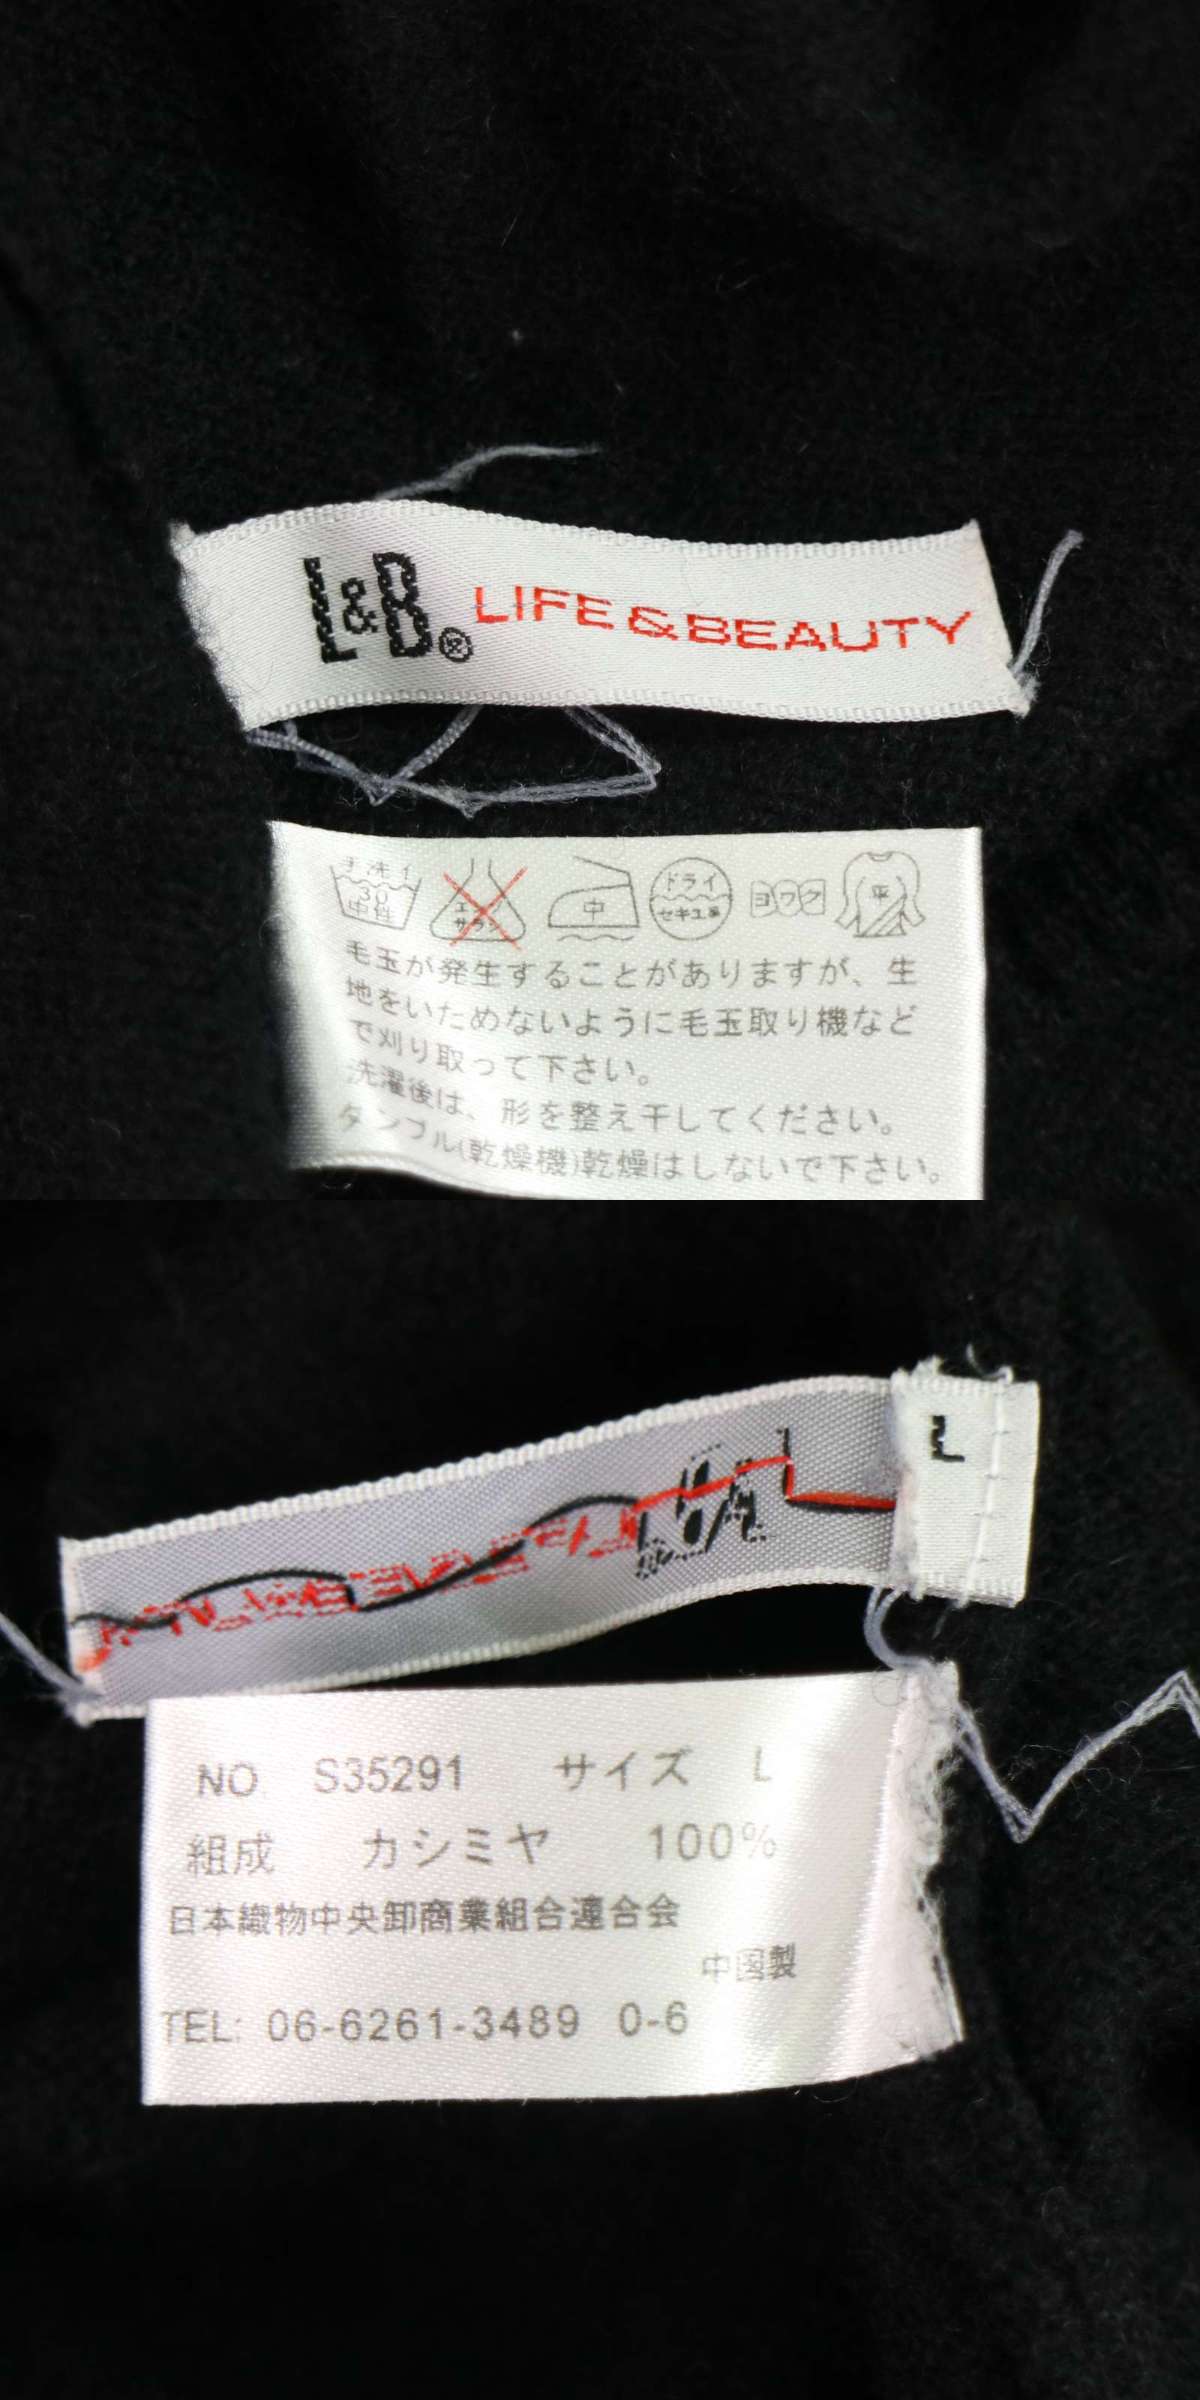 L&B® LIFE&BEAUTY
手洗イ 30 中性
エンソ サラシ
中
ドライ セキユ系
ヨワク
平
毛玉が発生することがありますが、生
地をいためないように毛玉取り機など
で刈り取って下さい。
洗濯後は、形を整え干してください。
タンブル(乾燥機)乾燥はしないで下さい。
L
NO S35291 サイズ L
組成 カシミヤ 100%
日本織物中央卸商業組合連合会
中国製
TEL: 06-6261-3489 0-6